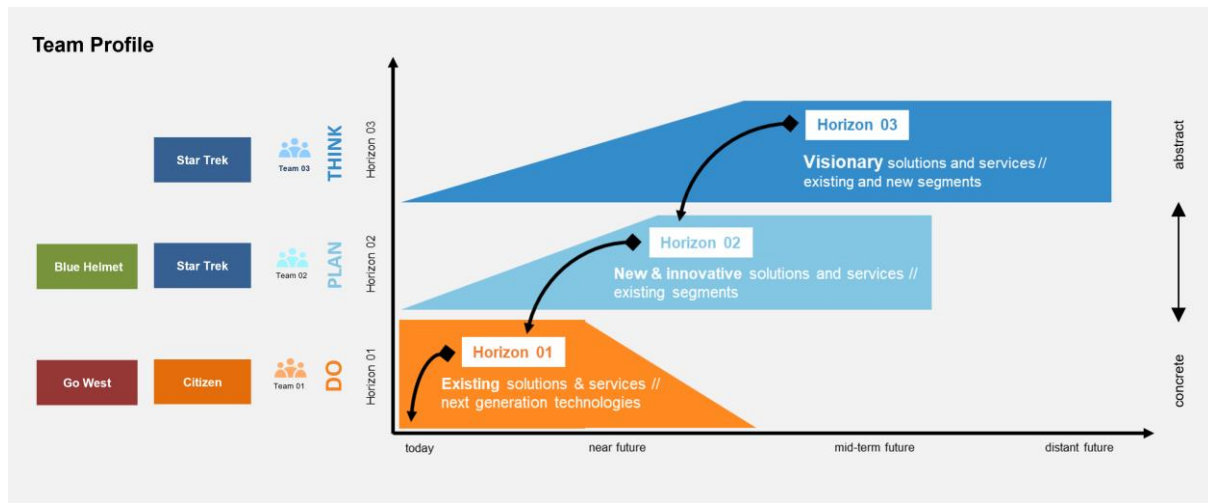 Team Profile
Star Trek
Team 03
THINK
Horizon 03
Horizon 03
Visionary solutions and services//
existing and new segments
abstract
Blue Helmet
Star Trek
Team 02
PLAN
Horizon 02
Horizon 02
New & innovative solutions and services //
existing segments
Go West
Citizen
Team 01
DO
Horizon 01
Horizon 01
Existing solutions & services //
next generation technologies
concrete
today
near future
mid-term future
distant future